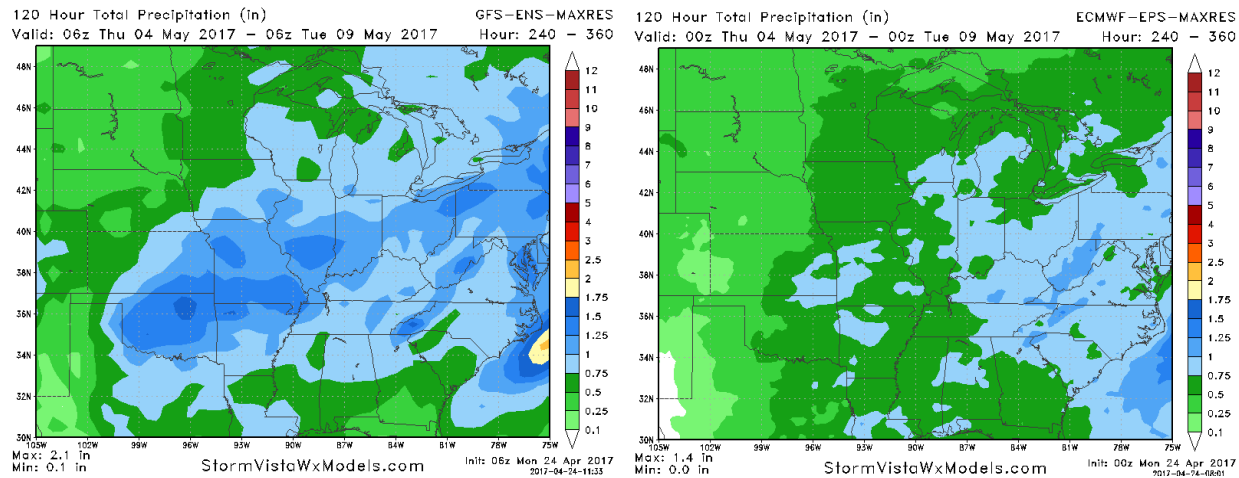 120 Hour Total Precipitation (in) GFS-ENS-MAXRES
Valid: 06z Thu 04 May 2017 - 06z Tue 09 May 2017 Hour: 240 - 360
48N
46N
44N
42N
40N
38N
36N
34N
32N
30N
105W 102W 99W 96W 93W 90W 87W 84W 81W 78W 75W
12
11
10
9
8
7
6
5
4
3
2.5
2
1.75
1.5
1.25
1
0.75
0.5
0.25
0.1
Max: 2.1 in
Min: 0.1 in
StormVistaWxModels.com
Init: 06z Mon 24 Apr 2017
2017-04-24-11:33
120 Hour Total Precipitation (in) ECMWF-EPS-MAXRES
Valid: 00z Thu 04 May 2017 - 00z Tue 09 May 2017 Hour: 240 - 360
48N
46N
44N
42N
40N
38N
36N
34N
32N
30N
105W 102W 99W 96W 93W 90W 87W 84W 81W 78W 75W
12
11
10
9
8
7
6
5
4
3
2.5
2
1.75
1.5
1.25
1
0.75
0.5
0.25
0.1
Max: 1.4 in
Min: 0.0 in
StormVistaWxModels.com
Init: 00z Mon 24 Apr 2017
2017-04-24-08:01